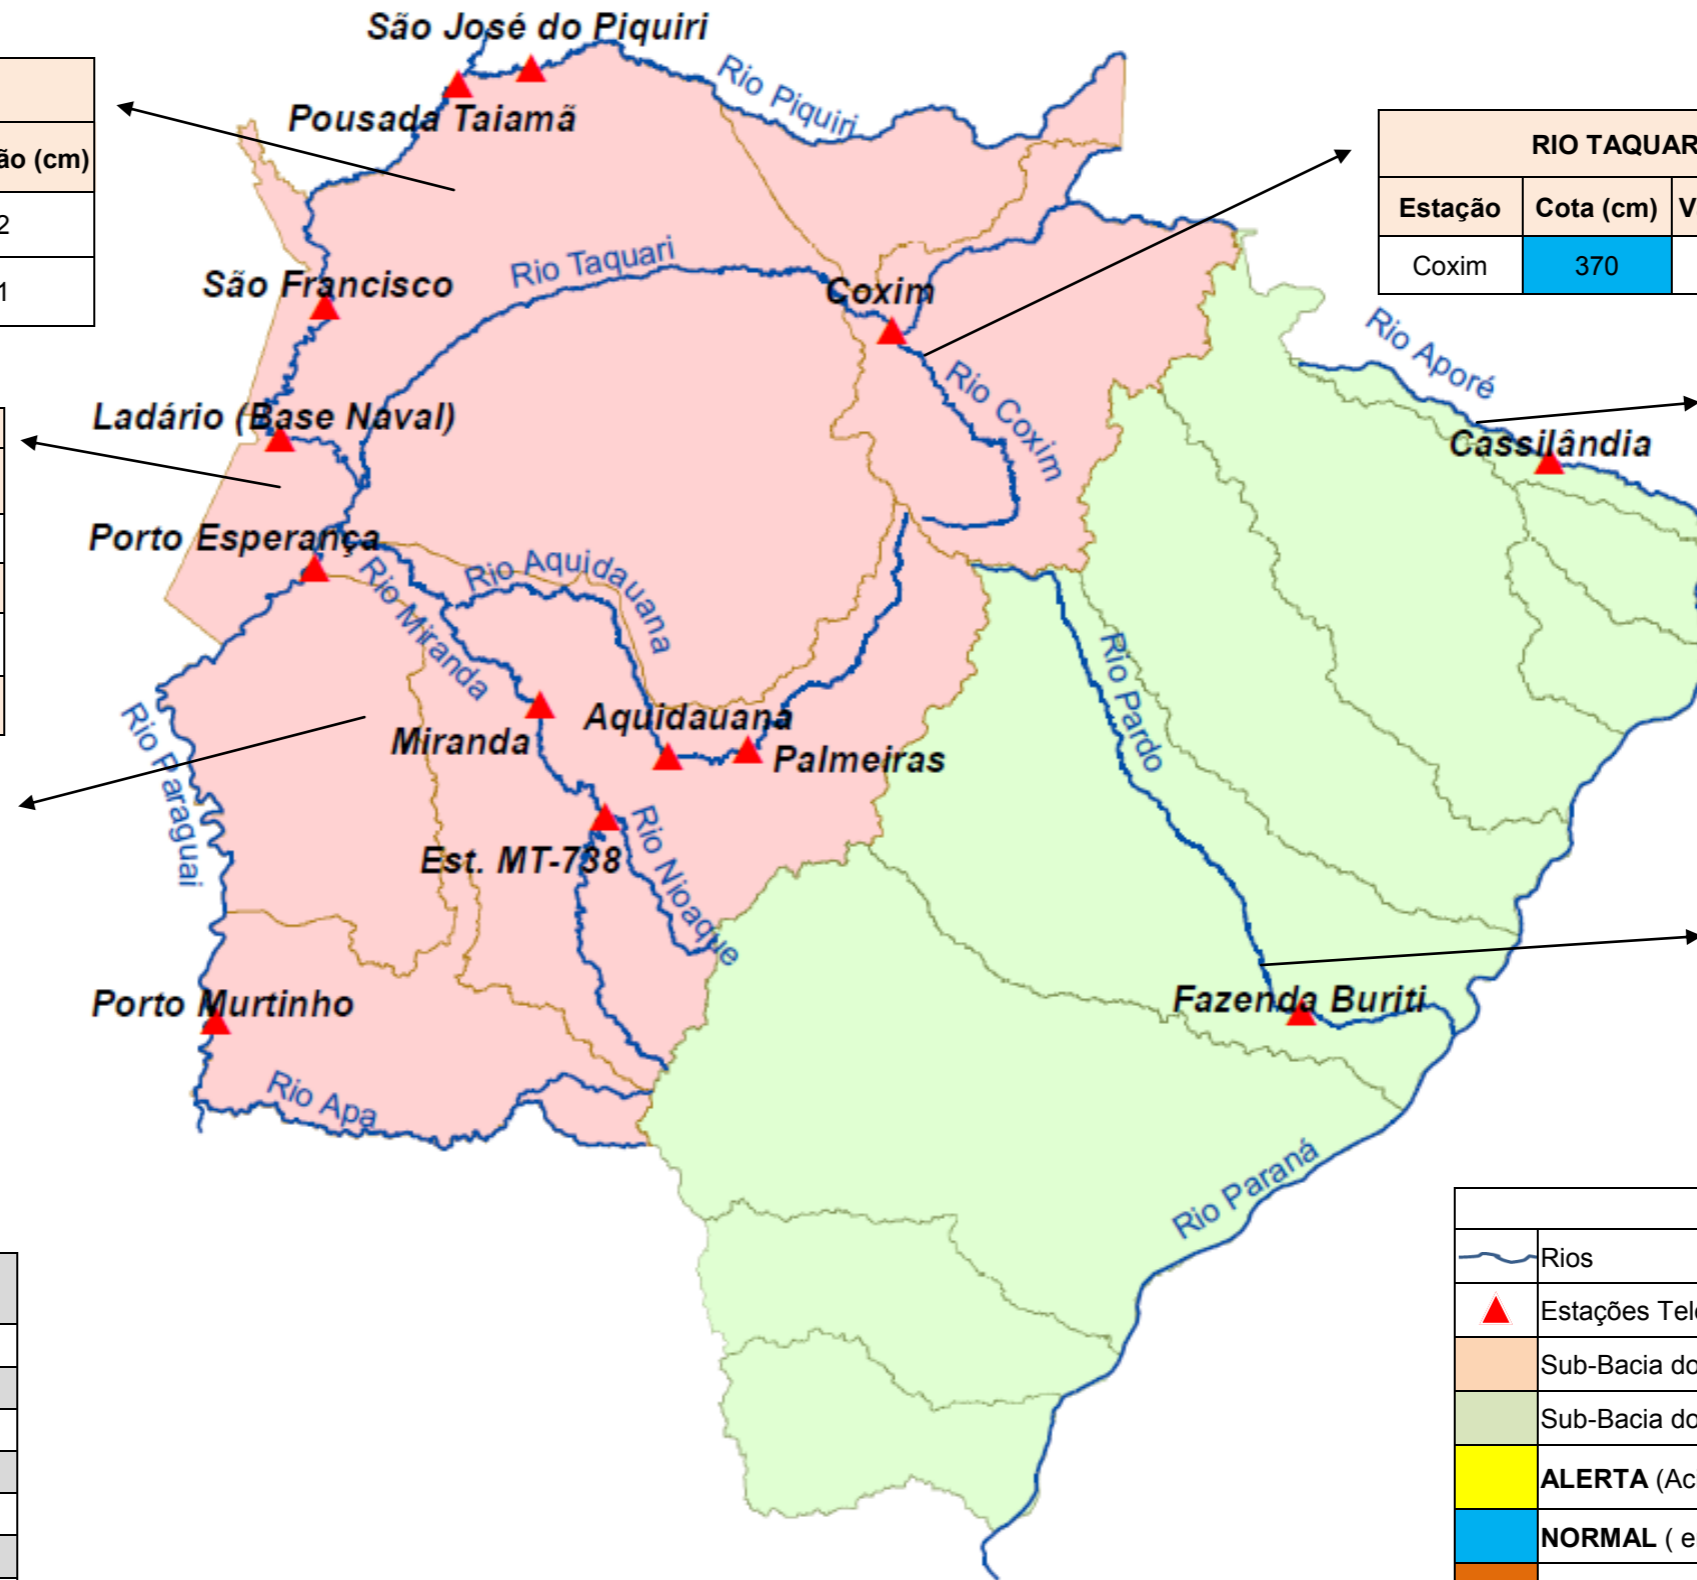 São José do Piquiri
Pousada Taiamã
Rio Piquiri
ão (cm)
2
1
RIO TAQUAR
Estação Cota (cm) V
Coxim 370
Rio Taquari
São Francisco
Coxim
Rio Coxim
Rio Aporé
Cassilândia
Ladário (Base Naval)
Porto Esperança
Rio Aquidauana
Rio Miranda
Rio Pardo
Miranda
Aquidauana
Palmeiras
Rio Paraguai
Est. MT-738
Rio Nioaque
Porto Murtinho
Fazenda Buriti
Rio Apa
Rio Paraná
Rios
Estações Tel
Sub-Bacia do
Sub-Bacia do
ALERTA (Ac
NORMAL ( e